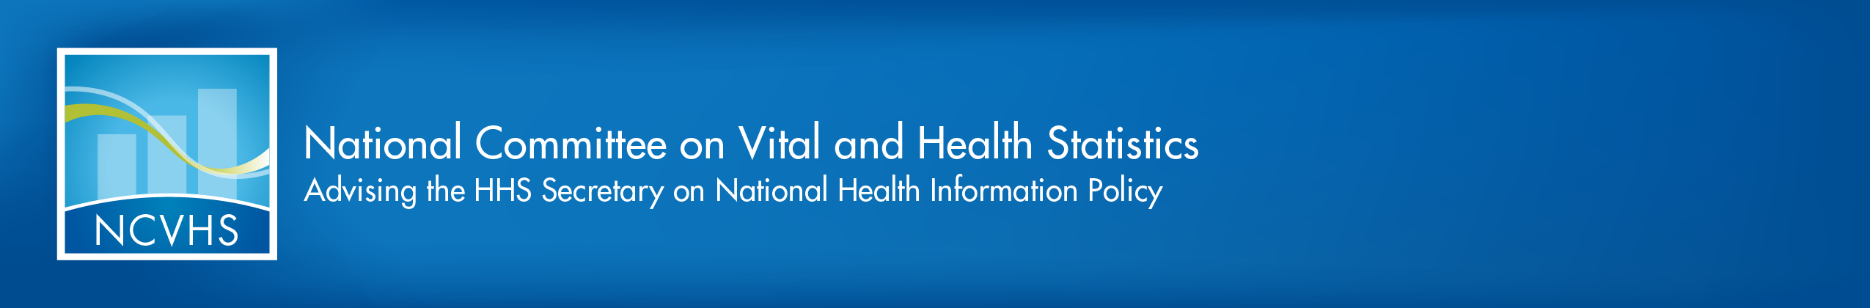 National Committee on Vital and Health Statistics
Advising the HHS Secretary on National Health Information Policy
NCVHS